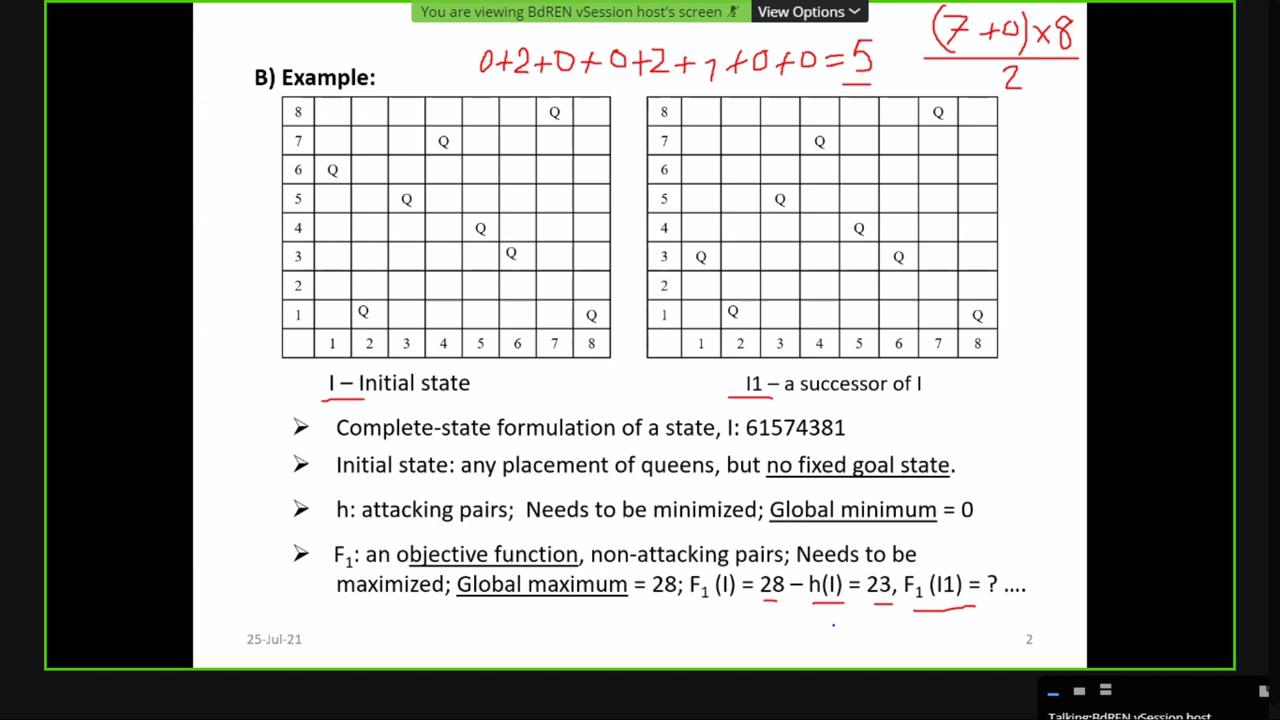 You are viewing BdREN vSession host's screen
View Options
0+2+0+0+2+1+0+0=5
(7+0)×8
2
B) Example:
8 Q
7 Q
6 Q
5 Q
4 Q
3 Q
2
1 Q Q
1 2 3 4 5 6 7 8
8 Q
7 Q
6
5 Q
4 Q
3 Q Q
2
1 Q Q
1 2 3 4 5 6 7 8
I – Initial state
I1 – a successor of I
➤ Complete-state formulation of a state, I: 61574381
➤ Initial state: any placement of queens, but no fixed goal state.
➤ h: attacking pairs; Needs to be minimized; Global minimum = 0
➤ F₁: an objective function, non-attacking pairs; Needs to be
maximized; Global maximum = 28; F₁ (I) = 28 – h(I) = 23, F₁ (I1) = ? ....
25-Jul-21
2
Talking:BdREN vSession host